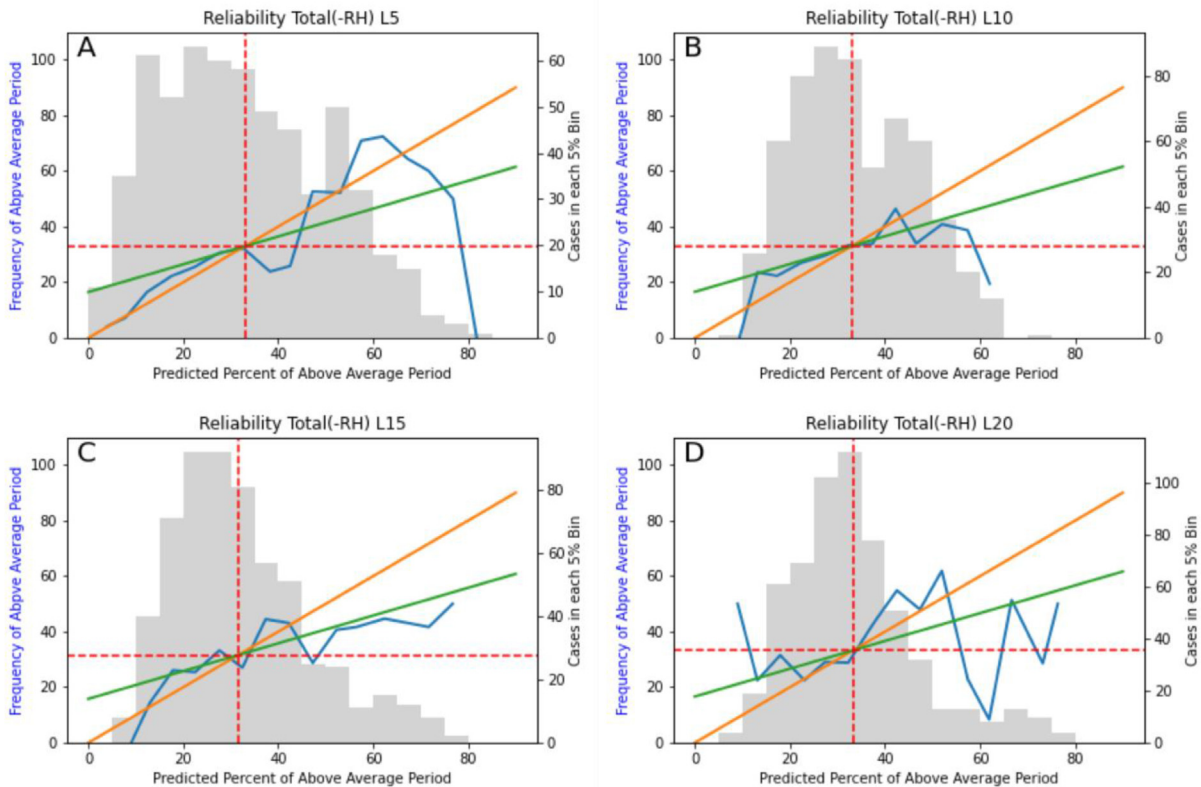 Reliability Total(-RH) L5
A
Frequency of Abpve Average Period
100
80
60
40
20
0
60
50
40
30
20
10
0
Cases in each 5% Bin
0 20 40 60 80
Predicted Percent of Above Average Period
Reliability Total(-RH) L10
B
Frequency of Abpve Average Period
100
80
60
40
20
0
80
60
40
20
0
Cases in each 5% Bin
0 20 40 60 80
Predicted Percent of Above Average Period
Reliability Total(-RH) L15
C
Frequency of Abpve Average Period
100
80
60
40
20
0
80
60
40
20
0
Cases in each 5% Bin
0 20 40 60 80
Predicted Percent of Above Average Period
Reliability Total(-RH) L20
D
Frequency of Abpve Average Period
100
80
60
40
20
0
100
80
60
40
20
0
Cases in each 5% Bin
0 20 40 60 80
Predicted Percent of Above Average Period